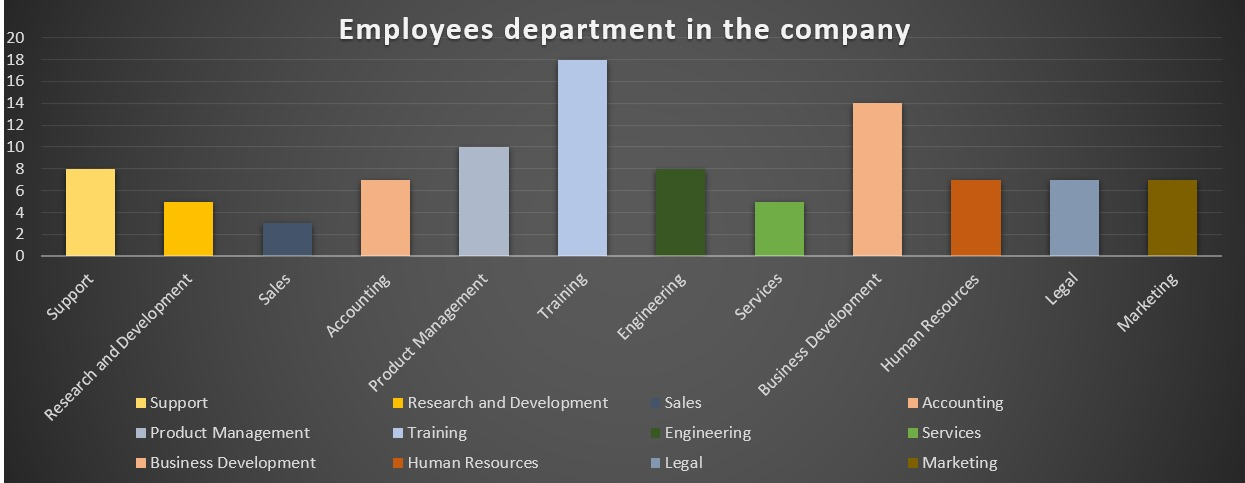 Employees department in the company
20
18
16
14
12
10
8
6
4
2
0
Support
Research and Development
Sales
Accounting
Product Management
Training
Engineering
Services
Business Development
Human Resources
Legal
Marketing
Support Research and Development Sales Accounting
Product Management Training Engineering Services
Business Development Human Resources Legal Marketing